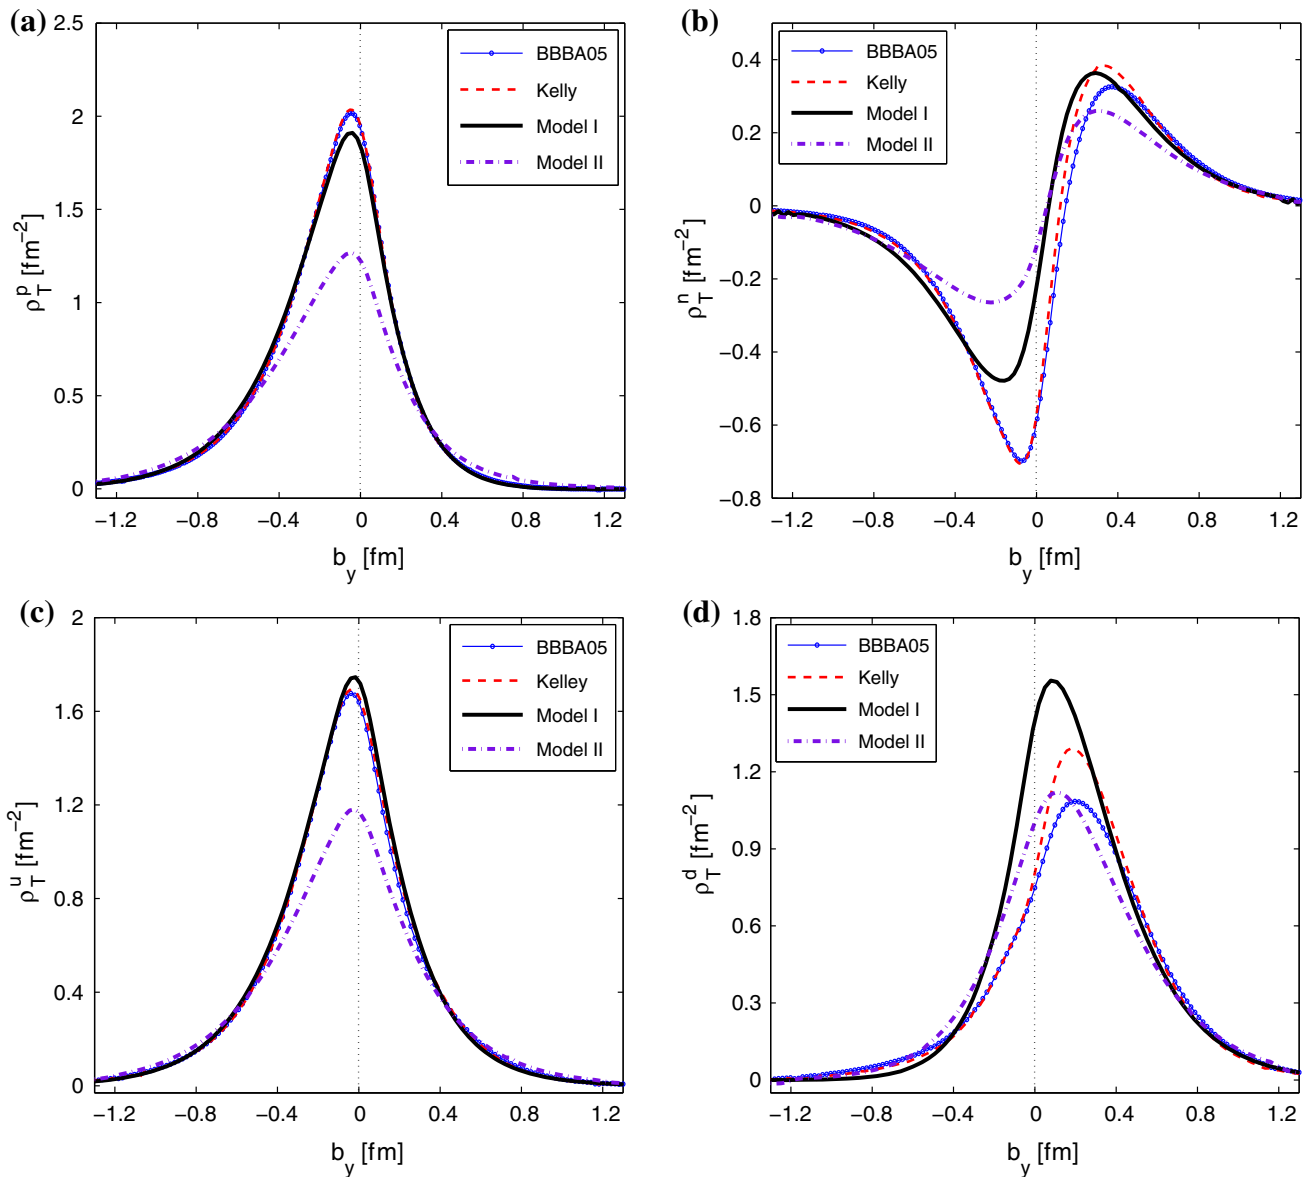 (a)
2.5
2
1.5
1
0.5
0
−1.2 −0.8 −0.4 0 0.4 0.8 1.2
ρ_T^p [fm^−2]
b_y [fm]
BBBA05
Kelly
Model I
Model II
(b)
0.4
0.2
0
−0.2
−0.4
−0.6
−0.8
−1.2 −0.8 −0.4 0 0.4 0.8 1.2
ρ_T^n [fm^−2]
b_y [fm]
BBBA05
Kelly
Model I
Model II
(c)
2
1.6
1.2
0.8
0.4
0
−1.2 −0.8 −0.4 0 0.4 0.8 1.2
ρ_T^u [fm^−2]
b_y [fm]
BBBA05
Kelley
Model I
Model II
(d)
1.8
1.5
1.2
0.9
0.6
0.3
0
−1.2 −0.8 −0.4 0 0.4 0.8 1.2
ρ_T^d [fm^−2]
b_y [fm]
BBBA05
Kelly
Model I
Model II